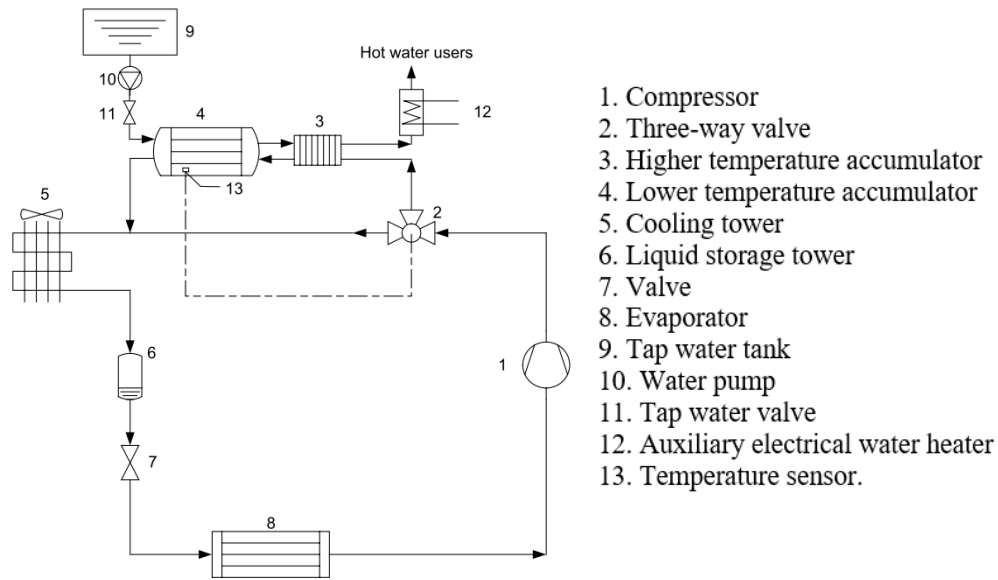 9
Hot water users
10
11
4
3
12
13
5
2
6
1
7
8
1. Compressor
2. Three-way valve
3. Higher temperature accumulator
4. Lower temperature accumulator
5. Cooling tower
6. Liquid storage tower
7. Valve
8. Evaporator
9. Tap water tank
10. Water pump
11. Tap water valve
12. Auxiliary electrical water heater
13. Temperature sensor.